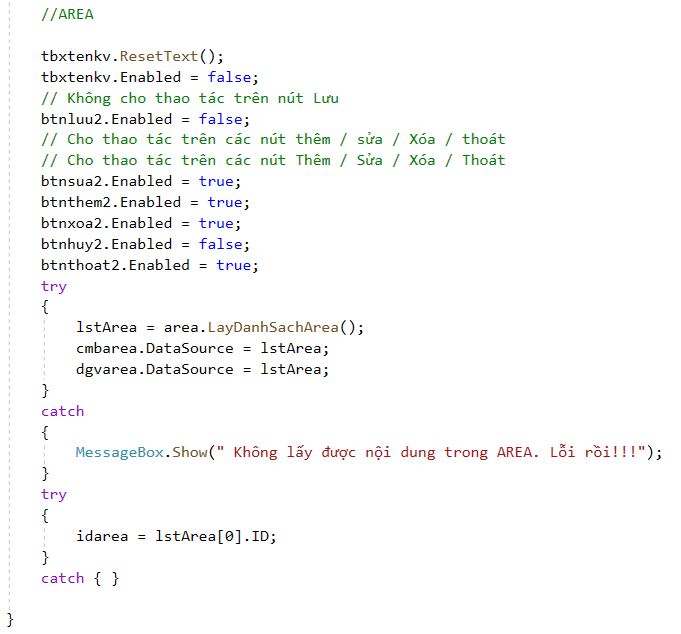 //AREA
tbxtenkv.ResetText();
tbxtenkv.Enabled = false;
// Không cho thao tác trên nút Lưu
btnluu2.Enabled = false;
// Cho thao tác trên các nút thêm / sửa / Xóa / thoát
// Cho thao tác trên các nút Thêm / Sửa / Xóa / Thoát
btnsua2.Enabled = true;
btnthem2.Enabled = true;
btnxoa2.Enabled = true;
btnhuy2.Enabled = false;
btnthoat2.Enabled = true;
try
{
lstArea = area.LayDanhSachArea();
cmbarea.DataSource = lstArea;
dgvarea.DataSource = lstArea;
}
catch
{
MessageBox.Show(" Không lấy được nội dung trong AREA. Lỗi rồi!!!");
}
try
{
idarea = lstArea[0].ID;
}
catch { }
}